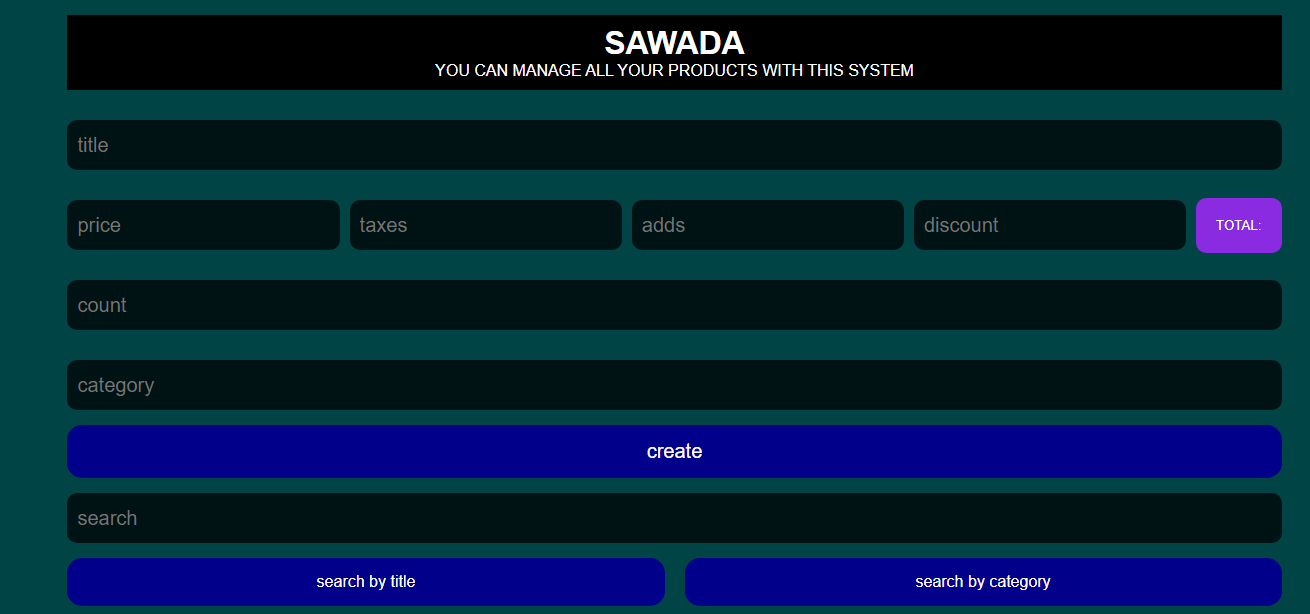 SAWADA
YOU CAN MANAGE ALL YOUR PRODUCTS WITH THIS SYSTEM
title
price taxes adds discount TOTAL:
count
category
create
search
search by title search by category